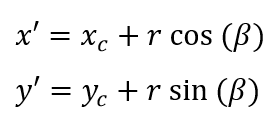 x′ = x_c + r cos (β)
y′ = y_c + r sin (β)